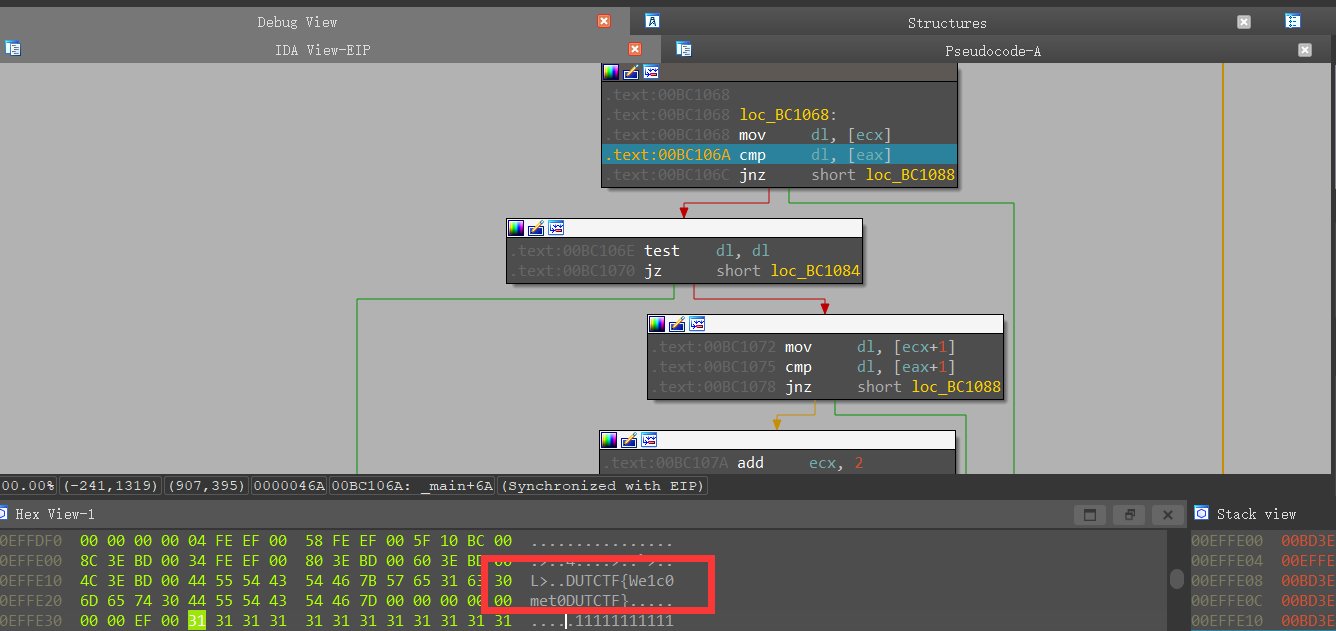 Debug View
Structures
IDA View-EIP
Pseudocode-A
.text:00BC1068
.text:00BC1068 loc_BC1068:
.text:00BC1068 mov dl, [ecx]
.text:00BC106A cmp dl, [eax]
.text:00BC106C jnz short loc_BC1088
.text:00BC106E test dl, dl
.text:00BC1070 jz short loc_BC1084
.text:00BC1072 mov dl, [ecx+1]
.text:00BC1075 cmp dl, [eax+1]
.text:00BC1078 jnz short loc_BC1088
.text:00BC107A add ecx, 2
00.00% (-241,1319) (907,395) 0000046A 00BC106A: _main+6A (Synchronized with EIP)
Hex View-1
Stack view
0EFFDF0 00 00 00 00 04 FE EF 00 58 FE EF 00 5F 10 BC 00 ................
0EFFE00 8C 3E BD 00 34 FE EF 00 80 3E BD 00 60 3E BD 00
0EFFE10 4C 3E BD 00 44 55 54 43 54 46 7B 57 65 31 63 30 L>..DUTCTF{We1c0
0EFFE20 6D 65 74 30 44 55 54 43 54 46 7D 00 00 00 00 00 met0DUTCTF}.....
0EFFE30 00 00 EF 00 31 31 31 31 31 31 31 31 31 31 31 31 ....11111111111
00EFFE00 00BD3E
00EFFE04 00EFFE
00EFFE08 00BD3E
00EFFE0C 00BD3E
00EFFE10 00BD3E